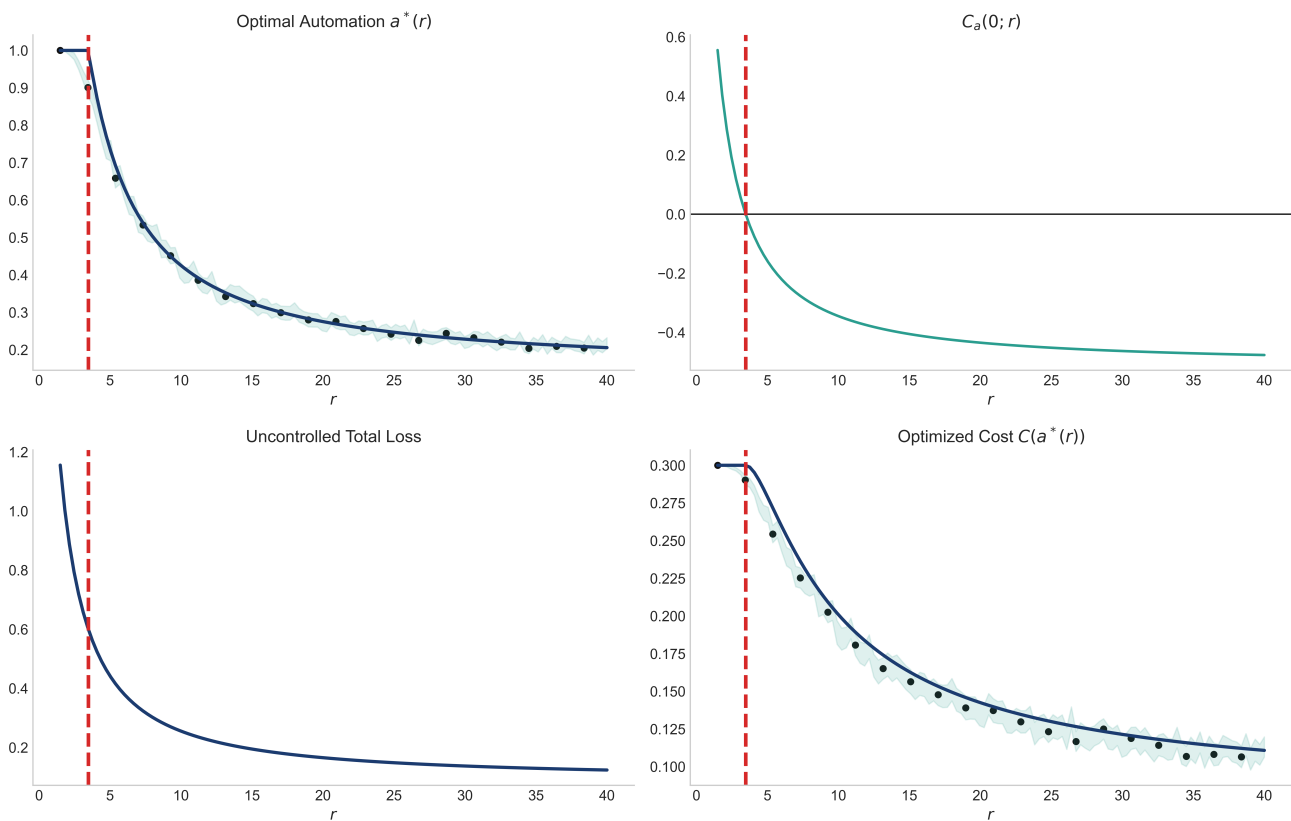 Optimal Automation a*(r)
1.0
0.9
0.8
0.7
0.6
0.5
0.4
0.3
0.2
0 5 10 15 20 25 30 35 40
r
C_a(0; r)
0.6
0.4
0.2
0.0
−0.2
−0.4
0 5 10 15 20 25 30 35 40
r
Uncontrolled Total Loss
1.2
1.0
0.8
0.6
0.4
0.2
0 5 10 15 20 25 30 35 40
r
Optimized Cost C(a*(r))
0.300
0.275
0.250
0.225
0.200
0.175
0.150
0.125
0.100
0 5 10 15 20 25 30 35 40
r